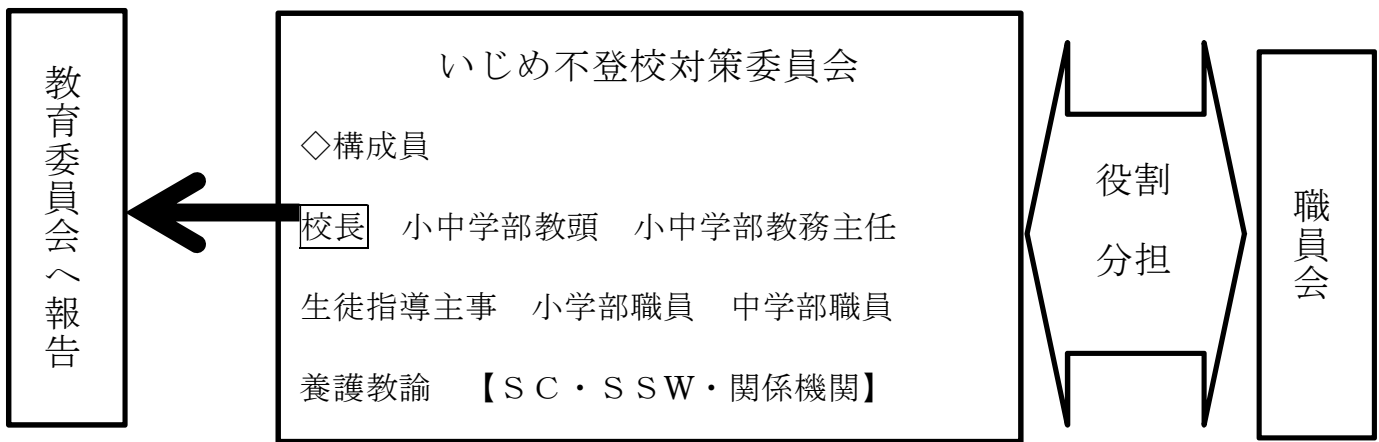 教育委員会へ報告
いじめ不登校対策委員会
◇構成員
校長　小中学部教頭　小中学部教務主任
生徒指導主事　小学部職員　中学部職員
養護教諭　【ＳＣ・ＳＳＷ・関係機関】
役割
分担
職員会